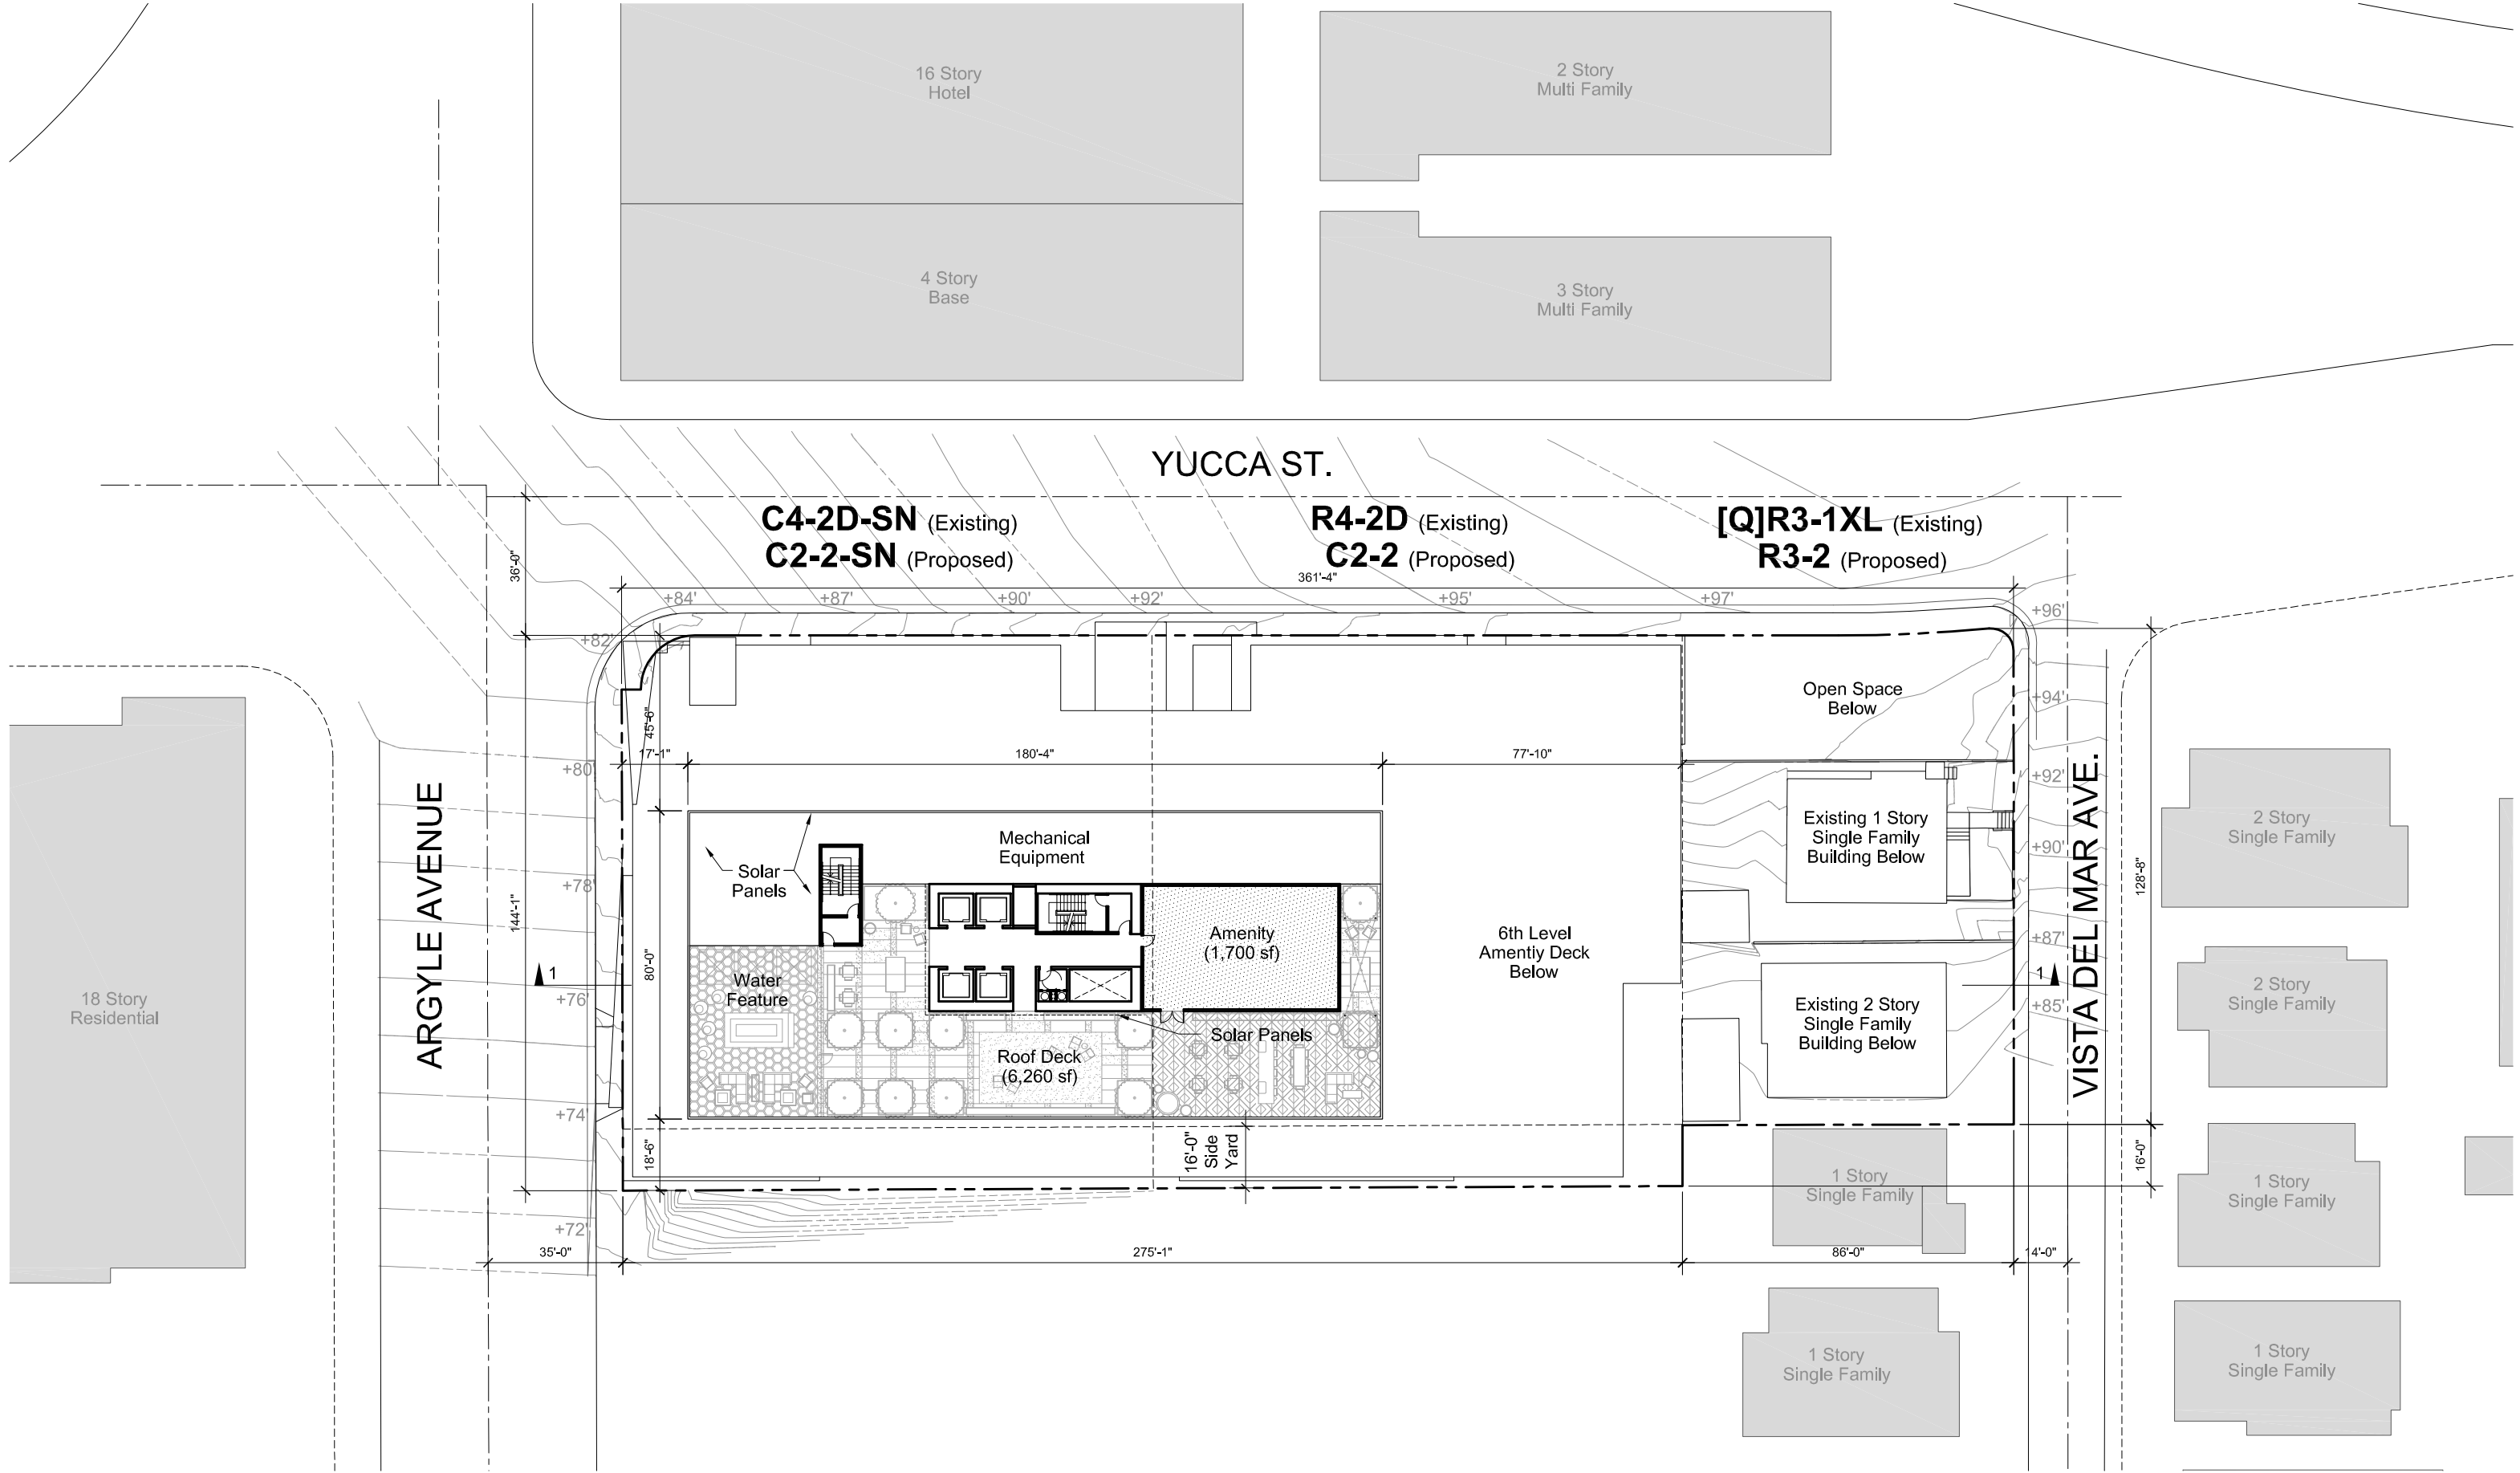 16 Story
Hotel
2 Story
Multi Family
4 Story
Base
3 Story
Multi Family
YUCCA ST.
C4-2D-SN (Existing)
C2-2-SN (Proposed)
R4-2D (Existing)
C2-2 (Proposed)
[Q]R3-1XL (Existing)
R3-2 (Proposed)
36'-0"
361'-4"
+84'
+87'
+90'
+92'
+95'
+97'
+96'
+82'
45'-6"
17'-1"
180'-4"
77'-10"
+80'
Open Space
Below
+94'
+92'
ARGYLE AVENUE
144'-1"
+78'
Solar
Panels
Mechanical
Equipment
Existing 1 Story
Single Family
Building Below
+90'
VISTA DEL MAR AVE.
128'-8"
2 Story
Single Family
80'-0"
Water
Feature
Amenity
(1,700 sf)
6th Level
Amentiy Deck
Below
+87'
1
+76'
1
+85'
18 Story
Residential
Existing 2 Story
Single Family
Building Below
2 Story
Single Family
Solar Panels
Roof Deck
(6,260 sf)
+74'
18'-6"
16'-0"
Side
Yard
16'-0"
1 Story
Single Family
1 Story
Single Family
+72'
35'-0"
275'-1"
86'-0"
14'-0"
1 Story
Single Family
1 Story
Single Family